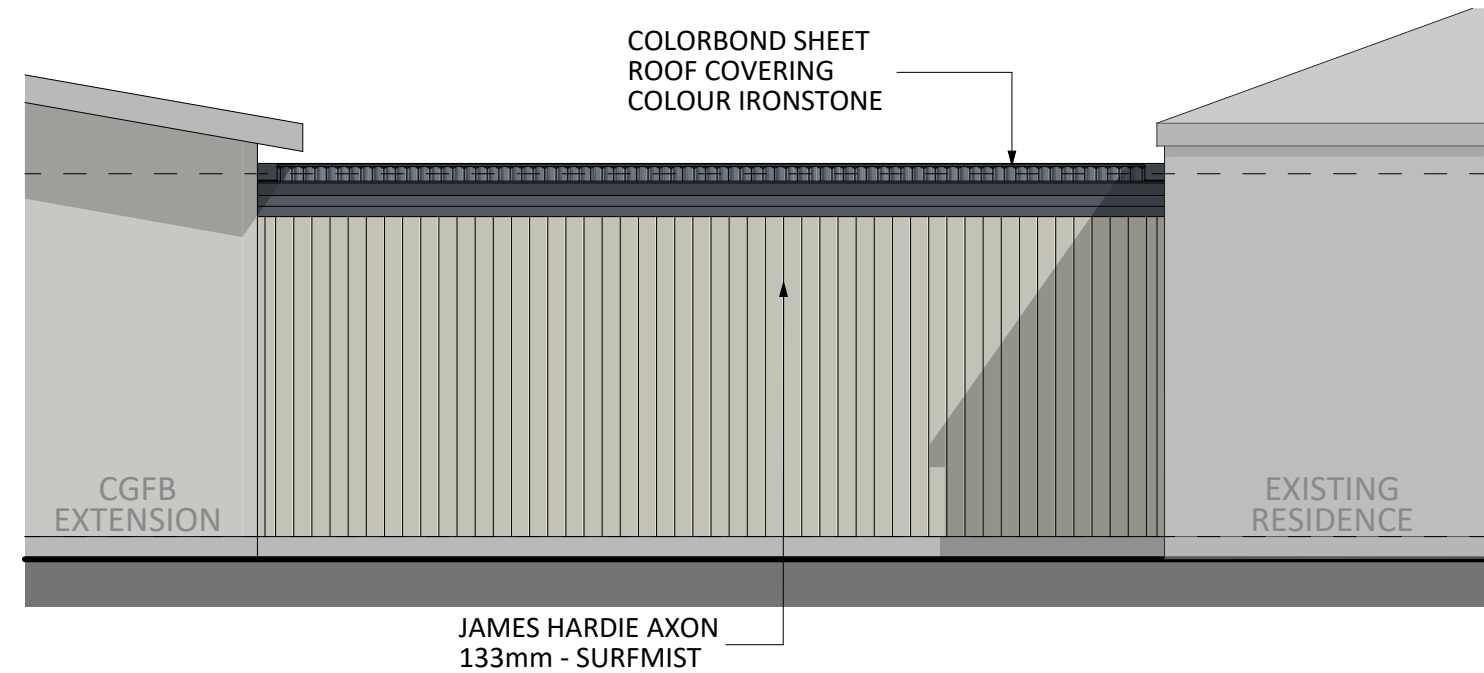 COLORBOND SHEET
ROOF COVERING
COLOUR IRONSTONE
CGFB
EXTENSION
EXISTING
RESIDENCE
JAMES HARDIE AXON
133mm - SURFMIST